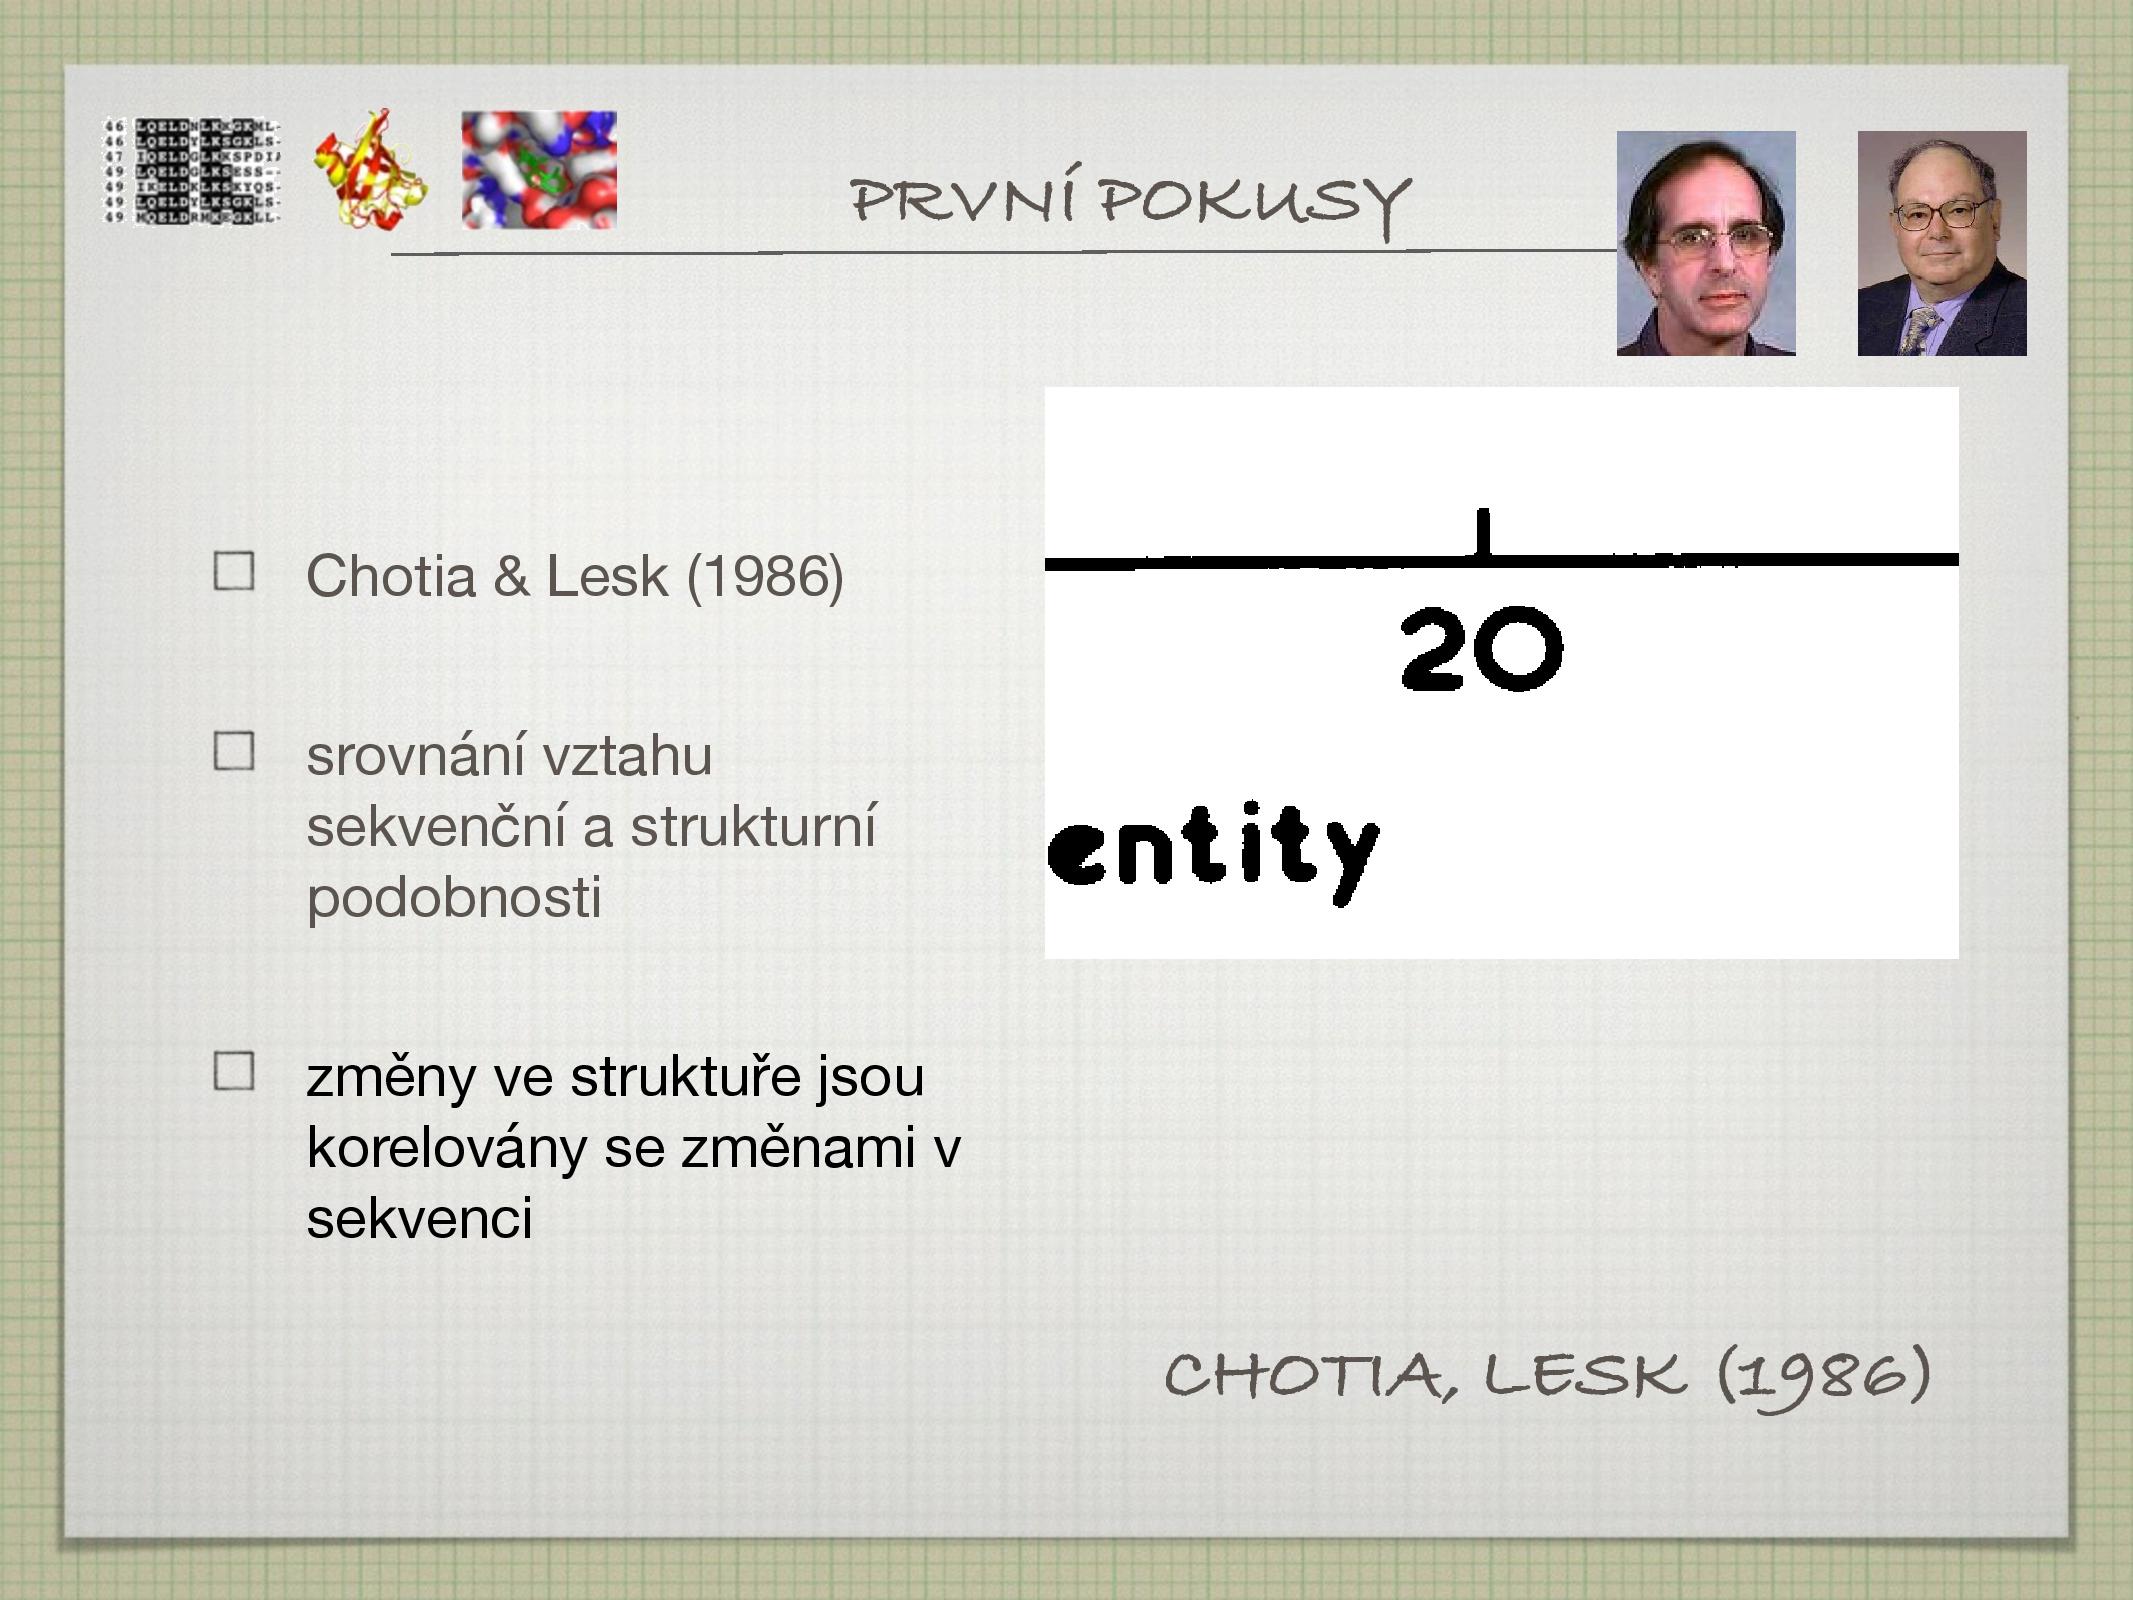 46 LQELDNLKKGKML-
46 LQELDYLKSGKLS-
47 IQELDGLKKSPDI
49 LQELDGLKSESS--
49 IKELDKLKSKYQS-
49 LQELDYLKSGKLS-
49 MQELDRMKEGKLL-
PRVNÍ POKUSY
Chotia & Lesk (1986)
srovnání vztahu
sekvenční a strukturní
podobnosti
změny ve struktuře jsou
korelovány se změnami v
sekvenci
20
entity
CHOTIA, LESK (1986)